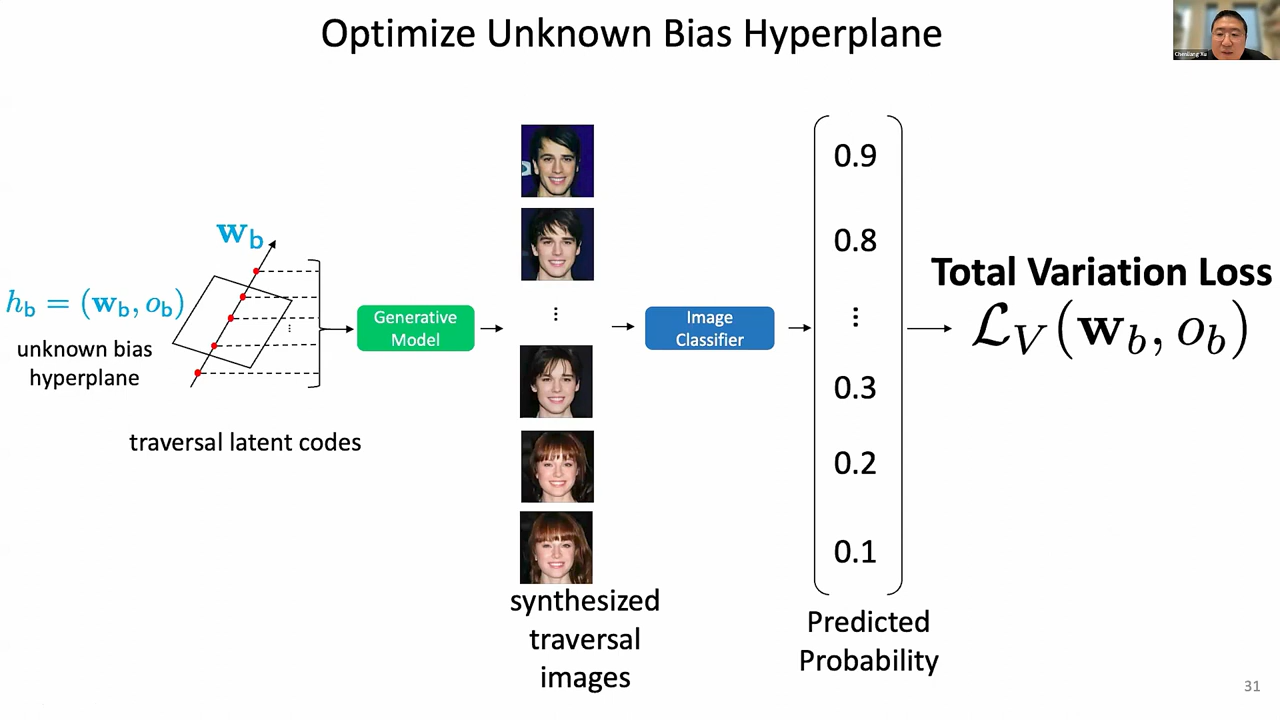 Optimize Unknown Bias Hyperplane
Chenliang Xu
w_b
h_b = (w_b, o_b)
unknown bias
hyperplane
traversal latent codes
Generative
Model
⋮
synthesized
traversal
images
Image
Classifier
0.9
0.8
⋮
0.3
0.2
0.1
Predicted
Probability
Total Variation Loss
ℒ_V(w_b, o_b)
31